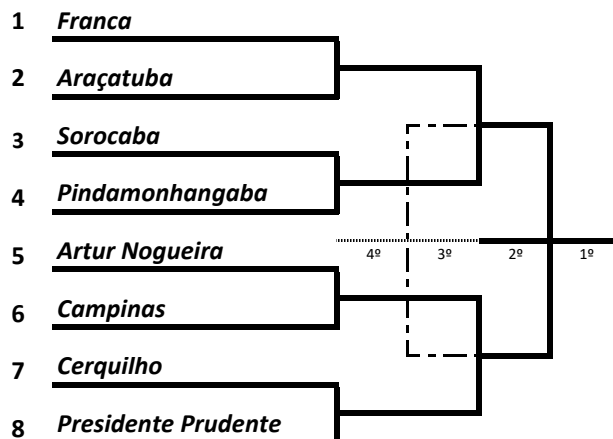 1 Franca
2 Araçatuba
3 Sorocaba
4 Pindamonhangaba
5 Artur Nogueira
4º 3º 2º 1º
6 Campinas
7 Cerquilho
8 Presidente Prudente